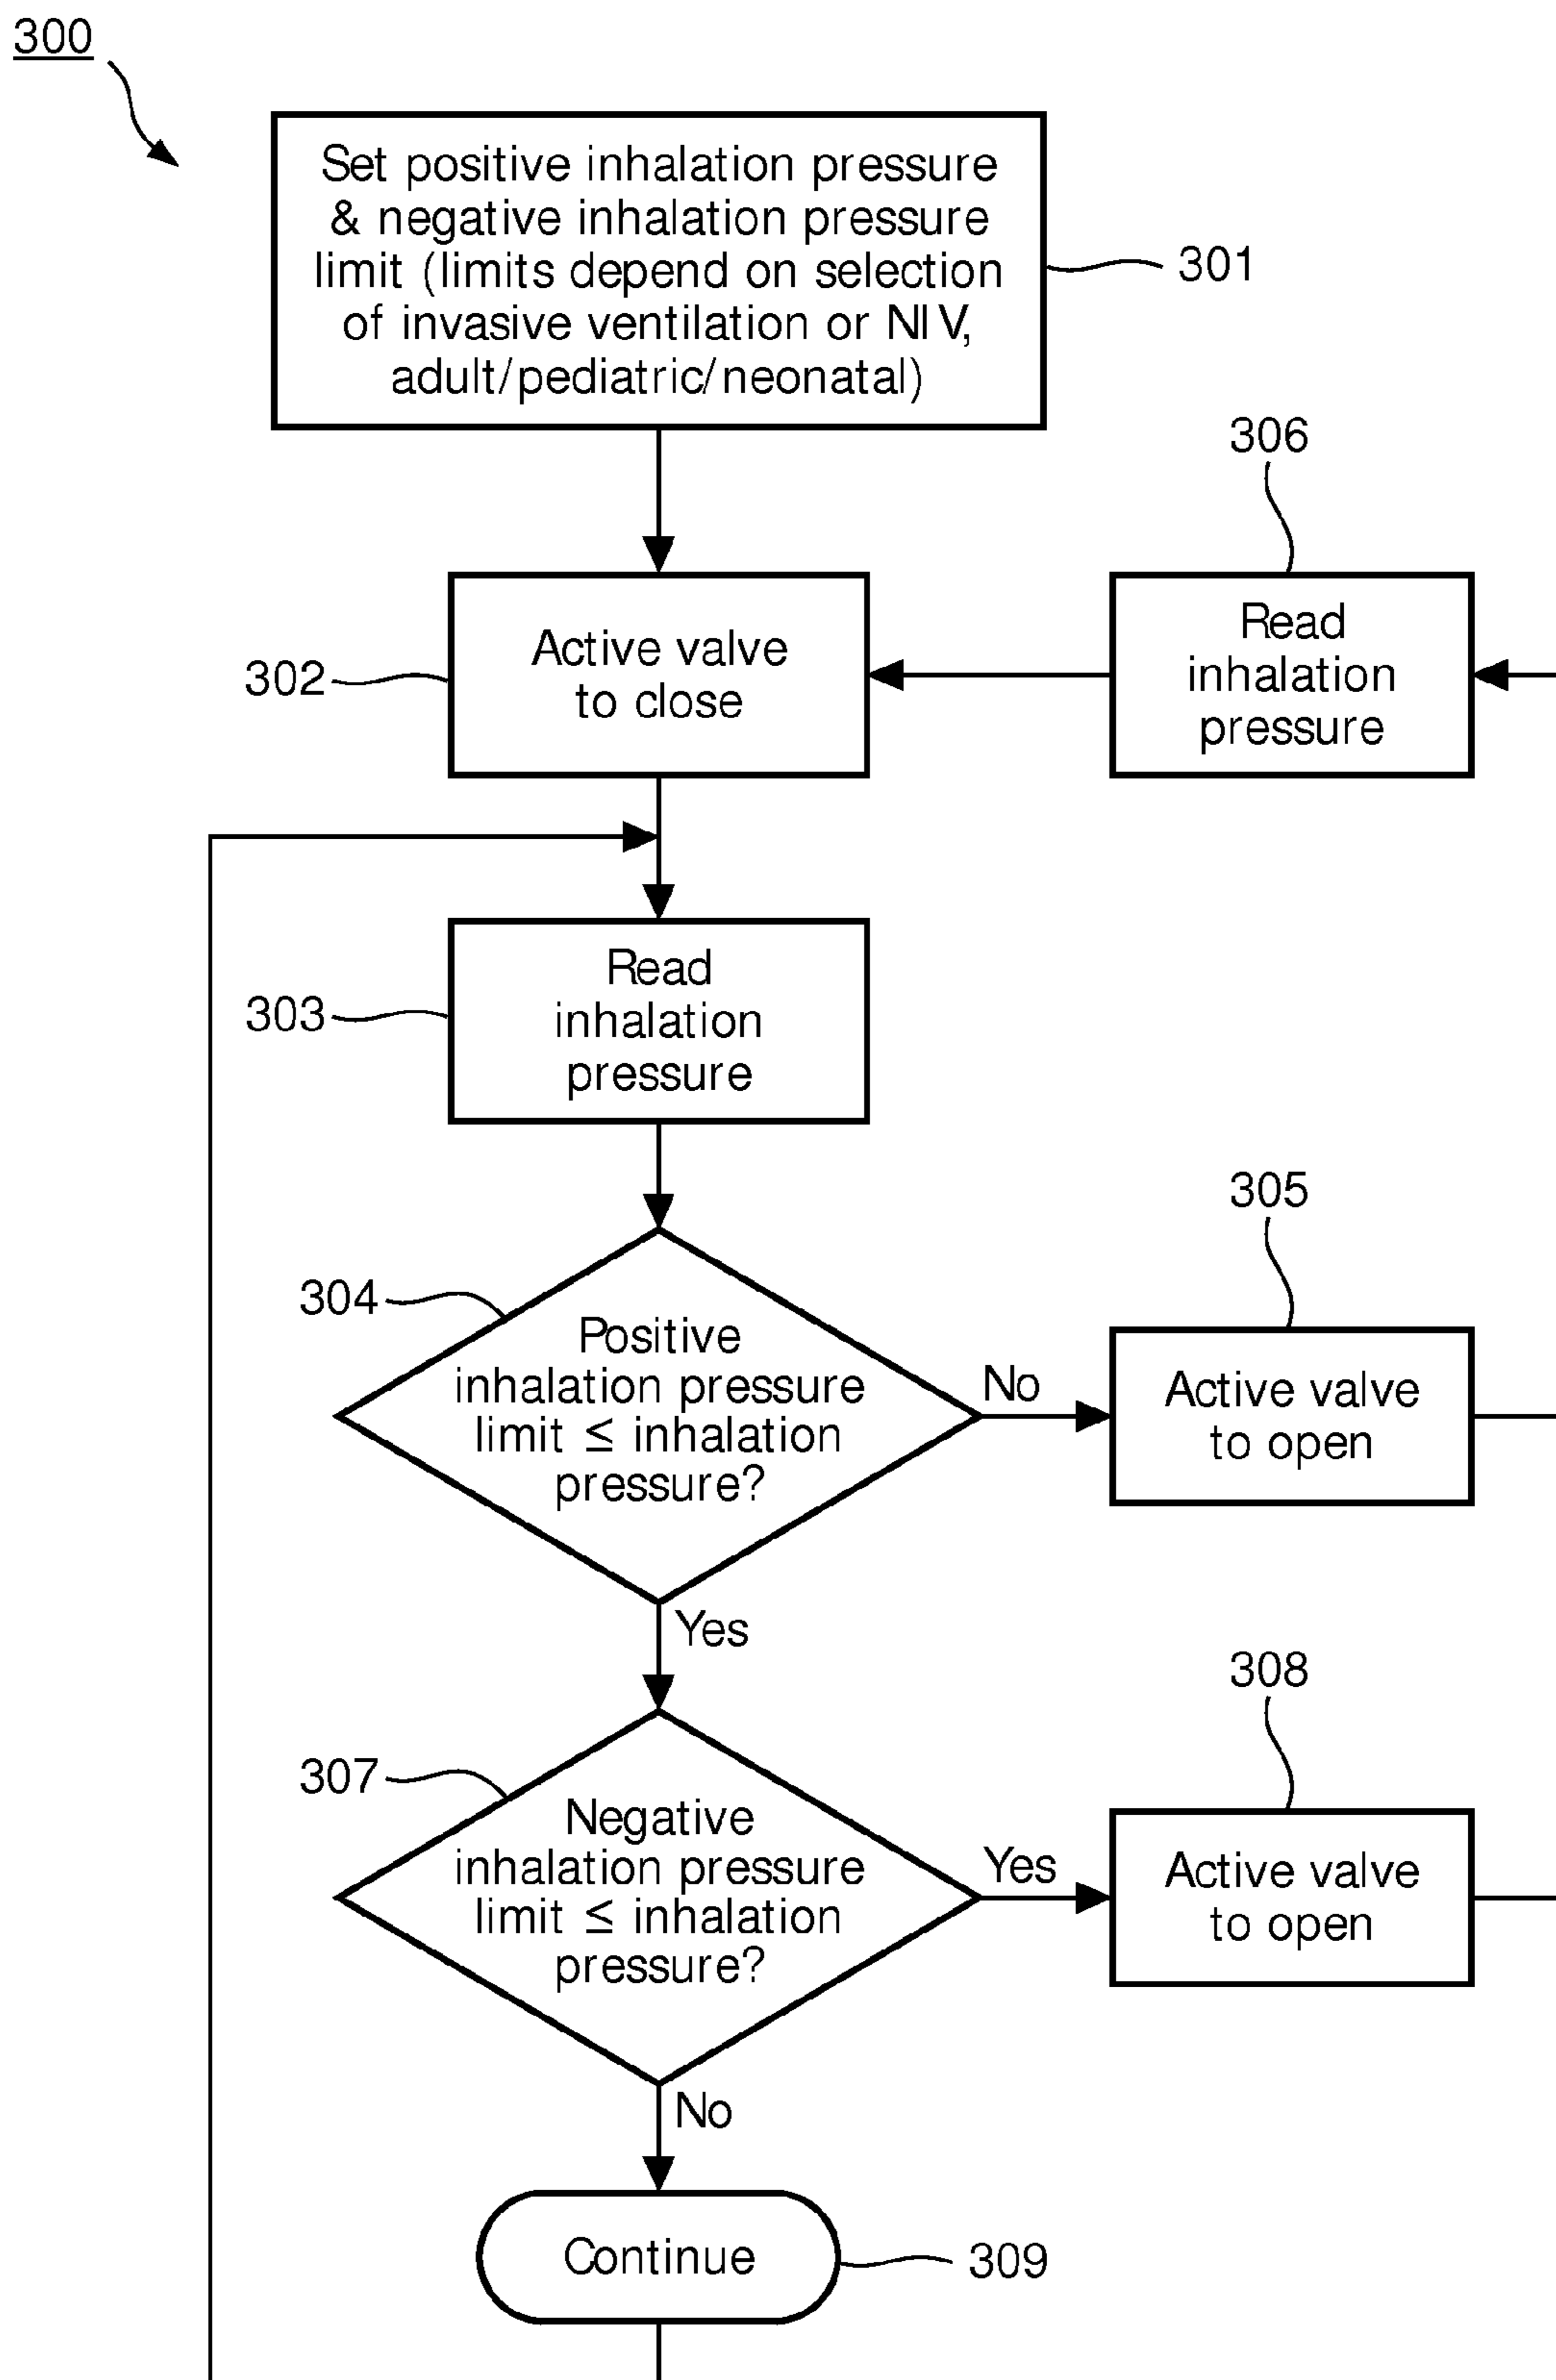 300
Set positive inhalation pressure
& negative inhalation pressure
limit (limits depend on selection
of invasive ventilation or NIV,
adult/pediatric/neonatal)
301
306
Active valve
to close
302
Read
inhalation
pressure
Read
inhalation
pressure
303
305
304
Positive
inhalation pressure
limit ≤ inhalation
pressure?
No
Active valve
to open
Yes
308
307
Negative
inhalation pressure
limit ≤ inhalation
pressure?
Yes
Active valve
to open
No
Continue
309